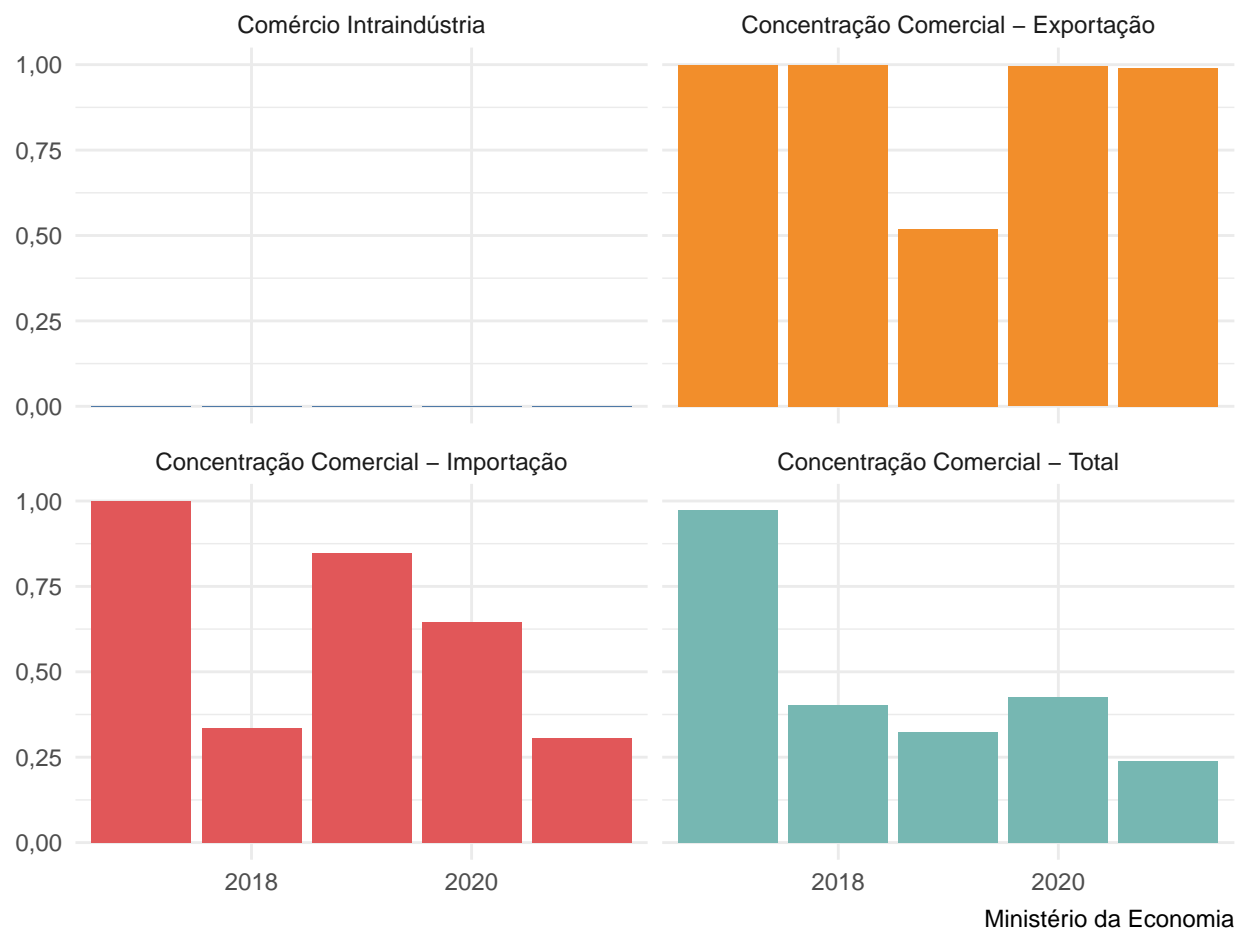 Comércio Intraindústria
Concentração Comercial – Exportação
1,00
0,75
0,50
0,25
0,00
Concentração Comercial – Importação
Concentração Comercial – Total
1,00
0,75
0,50
0,25
0,00
2018
2020
2018
2020
Ministério da Economia